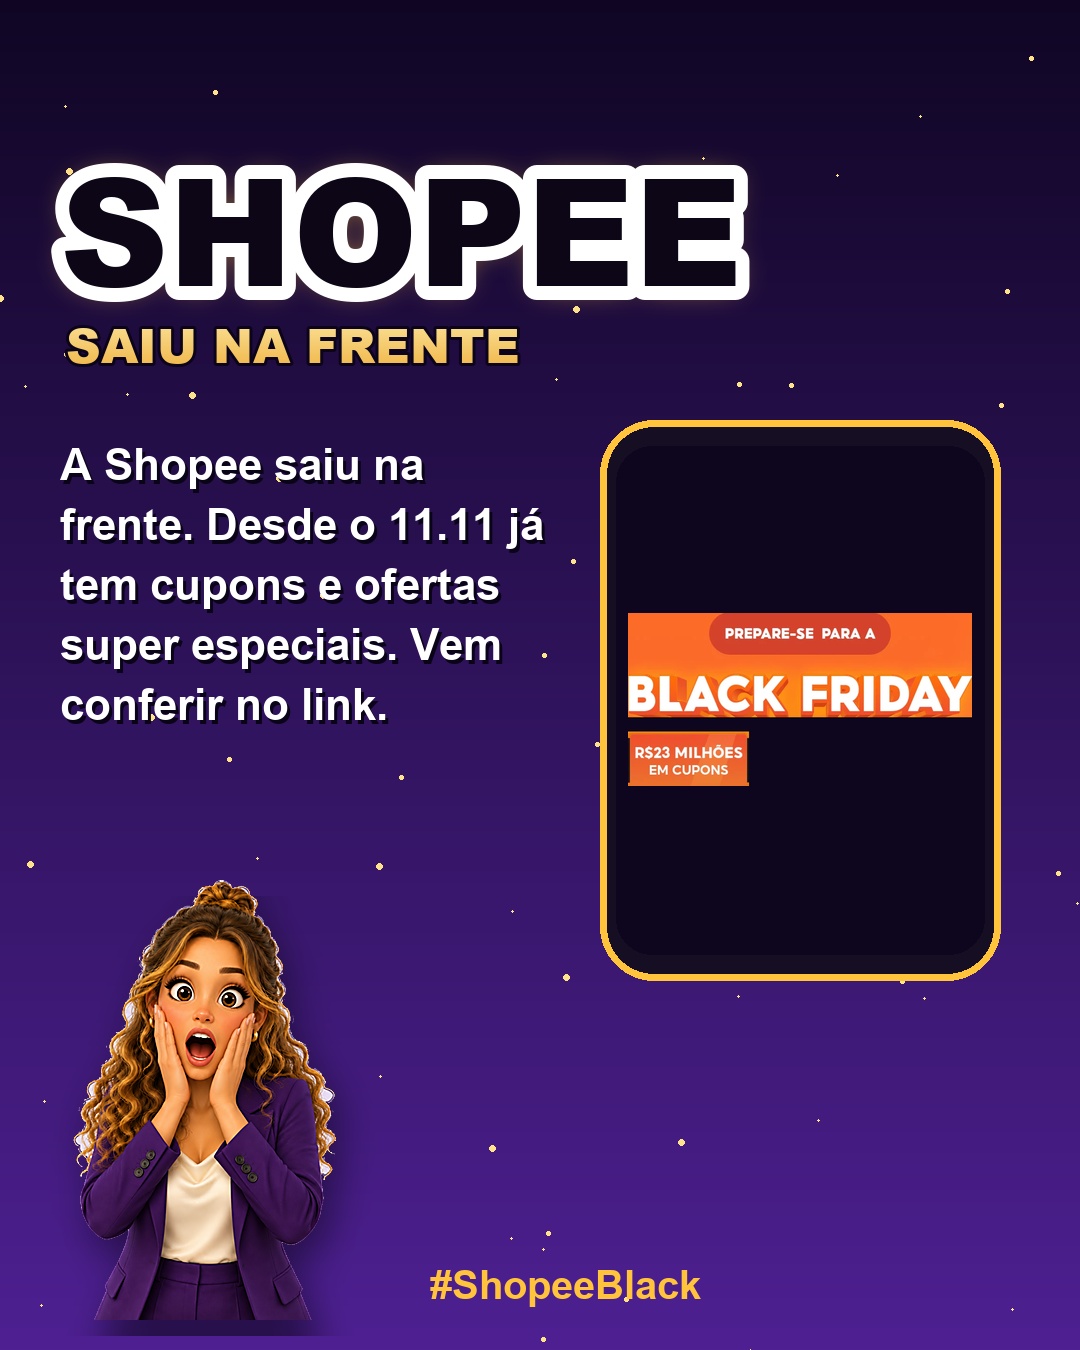 SHOPEE
SAIU NA FRENTE
A Shopee saiu na
frente. Desde o 11.11 já
tem cupons e ofertas
super especiais. Vem
conferir no link.
PREPARE-SE PARA A
BLACK FRIDAY
R$23 MILHÕES
EM CUPONS
#ShopeeBlack